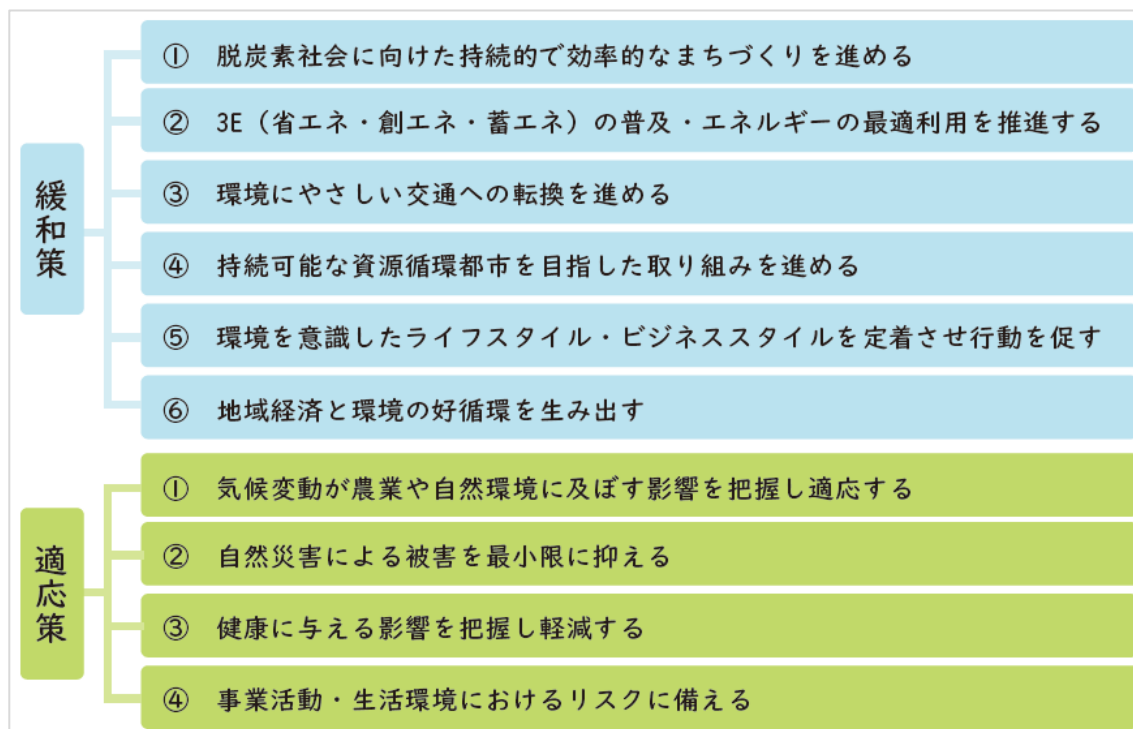 緩和策
① 脱炭素社会に向けた持続的で効率的なまちづくりを進める
② 3E（省エネ・創エネ・蓄エネ）の普及・エネルギーの最適利用を推進する
③ 環境にやさしい交通への転換を進める
④ 持続可能な資源循環都市を目指した取り組みを進める
⑤ 環境を意識したライフスタイル・ビジネススタイルを定着させ行動を促す
⑥ 地域経済と環境の好循環を生み出す
適応策
① 気候変動が農業や自然環境に及ぼす影響を把握し適応する
② 自然災害による被害を最小限に抑える
③ 健康に与える影響を把握し軽減する
④ 事業活動・生活環境におけるリスクに備える